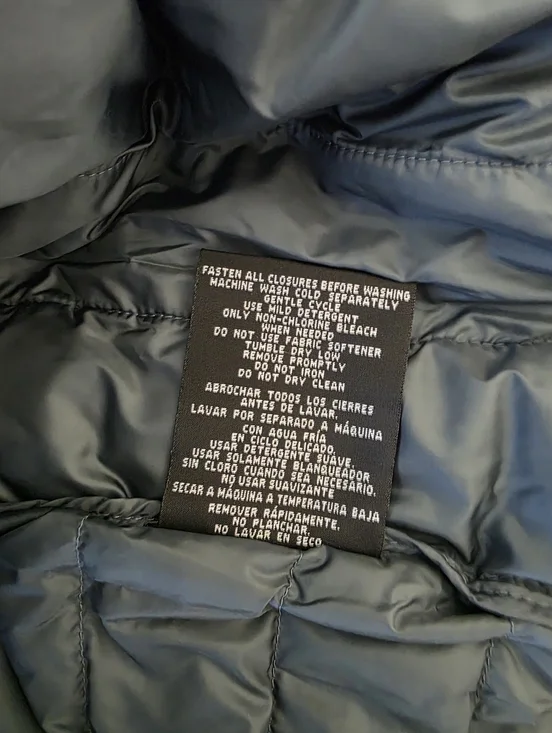 FASTEN ALL CLOSURES BEFORE WASHING
MACHINE WASH COLD SEPARATELY
GENTLE CYCLE
USE MILD DETERGENT
ONLY NON-CHLORINE BLEACH
WHEN NEEDED
DO NOT USE FABRIC SOFTENER
TUMBLE DRY LOW
REMOVE PROMPTLY
DO NOT IRON
DO NOT DRY CLEAN
ABROCHAR TODOS LOS CIERRES
ANTES DE LAVAR.
LAVAR POR SEPARADO A MÁQUINA
CON AGUA FRÍA
EN CICLO DELICADO.
USAR DETERGENTE SUAVE.
USAR SOLAMENTE BLANQUEADOR
SIN CLORO CUANDO SEA NECESARIO.
NO USAR SUAVIZANTE
SECAR A MÁQUINA A TEMPERATURA BAJA
REMOVER RÁPIDAMENTE.
NO PLANCHAR.
NO LAVAR EN SECO